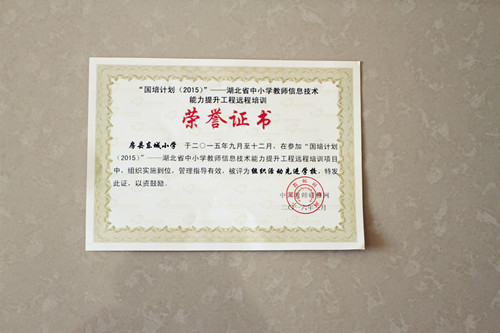 “国培计划（2015）”——湖北省中小学教师信息技术
能力提升工程远程培训
荣誉证书
房县东城小学 于二〇一五年九月至十二月，在参加“国培计划
（2015）”——湖北省中小学教师信息技术能力提升工程远程培训项目
中，组织实施到位，管理指导有效，被评为组织活动先进学校，特发
此证，以资鼓励。